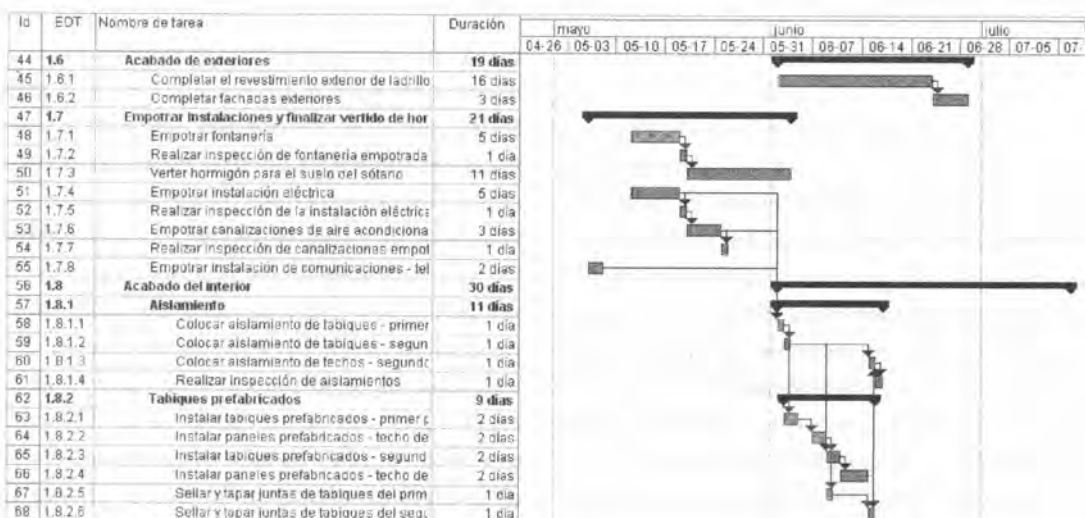 Id EDT Nombre de tarea Duración mayo junio julio
04-26 05-03 05-10 05-17 05-24 05-31 06-07 06-14 06-21 06-28 07-05 07-
44 1.6 Acabado de exteriores 19 días
45 1.6.1 Completar el revestimiento exterior de ladrillo 16 días
46 1.6.2 Completar fachadas exteriores 3 días
47 1.7 Empotrar instalaciones y finalizar vertido de hor 21 días
48 1.7.1 Empotrar fontanería 5 días
49 1.7.2 Realizar inspección de fontanería empotrada 1 día
50 1.7.3 Verter hormigón para el suelo del sótano 11 días
51 1.7.4 Empotrar instalación eléctrica 5 días
52 1.7.5 Realizar inspección de la instalación eléctrica 1 día
53 1.7.6 Empotrar canalizaciones de aire acondiciona 3 días
54 1.7.7 Realizar inspección de canalizaciones empot 1 día
55 1.7.8 Empotrar instalación de comunicaciones - tel 2 días
56 1.8 Acabado del interior 30 días
57 1.8.1 Aislamiento 11 días
58 1.8.1.1 Colocar aislamiento de tabiques - primer 1 día
59 1.8.1.2 Colocar aislamiento de tabiques - segun 1 día
60 1.8.1.3 Colocar aislamiento de techos - segundo 1 día
61 1.8.1.4 Realizar inspección de aislamientos 1 día
62 1.8.2 Tabiques prefabricados 9 días
63 1.8.2.1 Instalar tabiques prefabricados - primer p 2 días
64 1.8.2.2 Instalar paneles prefabricados - techo de 2 días
65 1.8.2.3 Instalar tabiques prefabricados - segund 2 días
66 1.8.2.4 Instalar paneles prefabricados - techo de 2 días
67 1.8.2.5 Sellar y tapar juntas de tabiques del prim 1 día
68 1.8.2.6 Sellar y tapar juntas de tabiques del segu 1 día